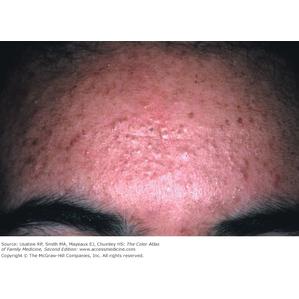 Source: Usatine RP, Smith MA, Mayeaux EJ, Chumley HS: The Color Atlas
of Family Medicine, Second Edition: www.accessmedicine.com
Copyright © The McGraw-Hill Companies, Inc. All rights reserved.